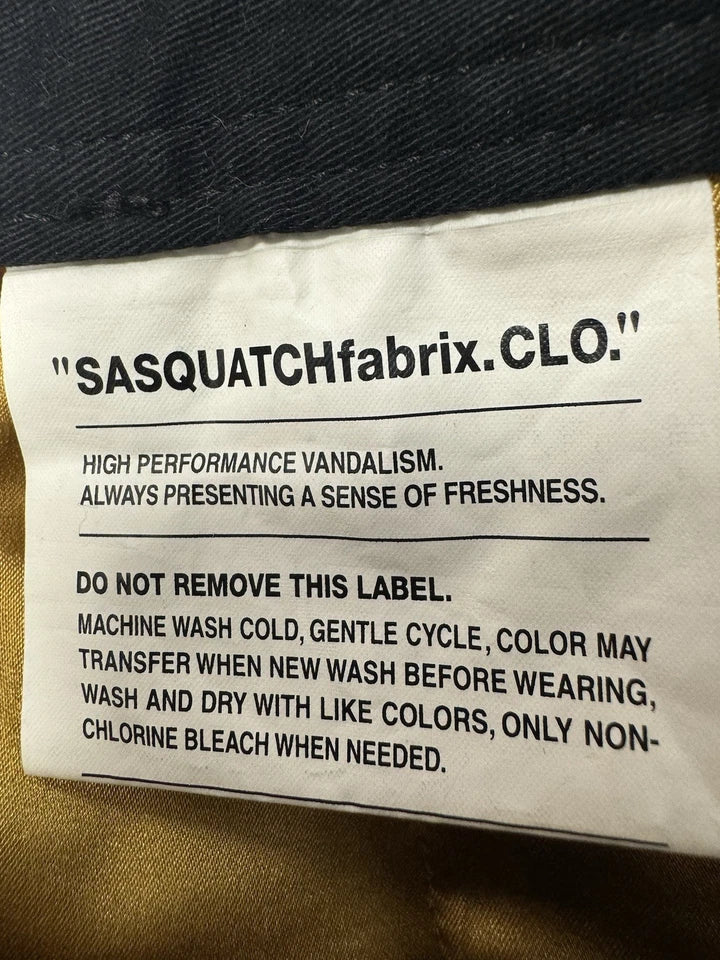 "SASQUATCHfabrix.CLO."
HIGH PERFORMANCE VANDALISM.
ALWAYS PRESENTING A SENSE OF FRESHNESS.
DO NOT REMOVE THIS LABEL.
MACHINE WASH COLD, GENTLE CYCLE, COLOR MAY
TRANSFER WHEN NEW WASH BEFORE WEARING,
WASH AND DRY WITH LIKE COLORS, ONLY NON-
CHLORINE BLEACH WHEN NEEDED.